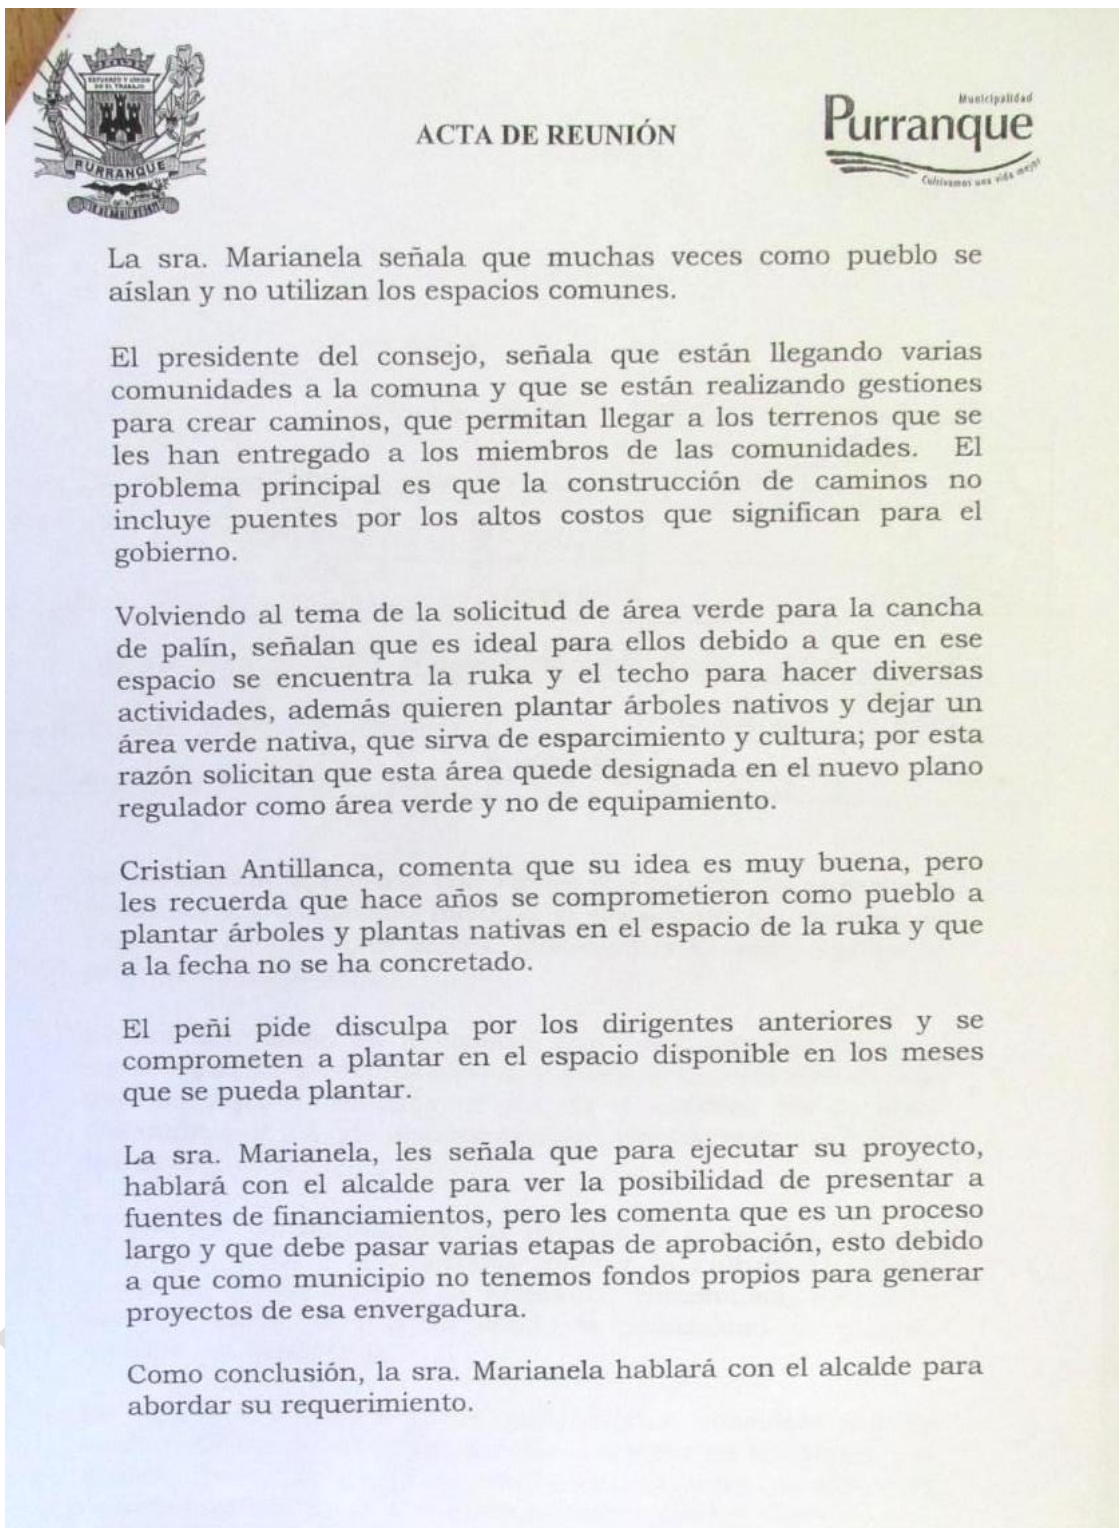 ESFUERZO Y UNION
EN EL TRABAJO
PURRANQUE
ACTA DE REUNIÓN
Municipalidad
Purranque
Cultivamos una vida mejor
La sra. Marianela señala que muchas veces como pueblo se
aíslan y no utilizan los espacios comunes.
El presidente del consejo, señala que están llegando varias
comunidades a la comuna y que se están realizando gestiones
para crear caminos, que permitan llegar a los terrenos que se
les han entregado a los miembros de las comunidades. El
problema principal es que la construcción de caminos no
incluye puentes por los altos costos que significan para el
gobierno.
Volviendo al tema de la solicitud de área verde para la cancha
de palín, señalan que es ideal para ellos debido a que en ese
espacio se encuentra la ruka y el techo para hacer diversas
actividades, además quieren plantar árboles nativos y dejar un
área verde nativa, que sirva de esparcimiento y cultura; por esta
razón solicitan que esta área quede designada en el nuevo plano
regulador como área verde y no de equipamiento.
Cristian Antillanca, comenta que su idea es muy buena, pero
les recuerda que hace años se comprometieron como pueblo a
plantar árboles y plantas nativas en el espacio de la ruka y que
a la fecha no se ha concretado.
El peñi pide disculpa por los dirigentes anteriores y se
comprometen a plantar en el espacio disponible en los meses
que se pueda plantar.
La sra. Marianela, les señala que para ejecutar su proyecto,
hablará con el alcalde para ver la posibilidad de presentar a
fuentes de financiamientos, pero les comenta que es un proceso
largo y que debe pasar varias etapas de aprobación, esto debido
a que como municipio no tenemos fondos propios para generar
proyectos de esa envergadura.
Como conclusión, la sra. Marianela hablará con el alcalde para
abordar su requerimiento.